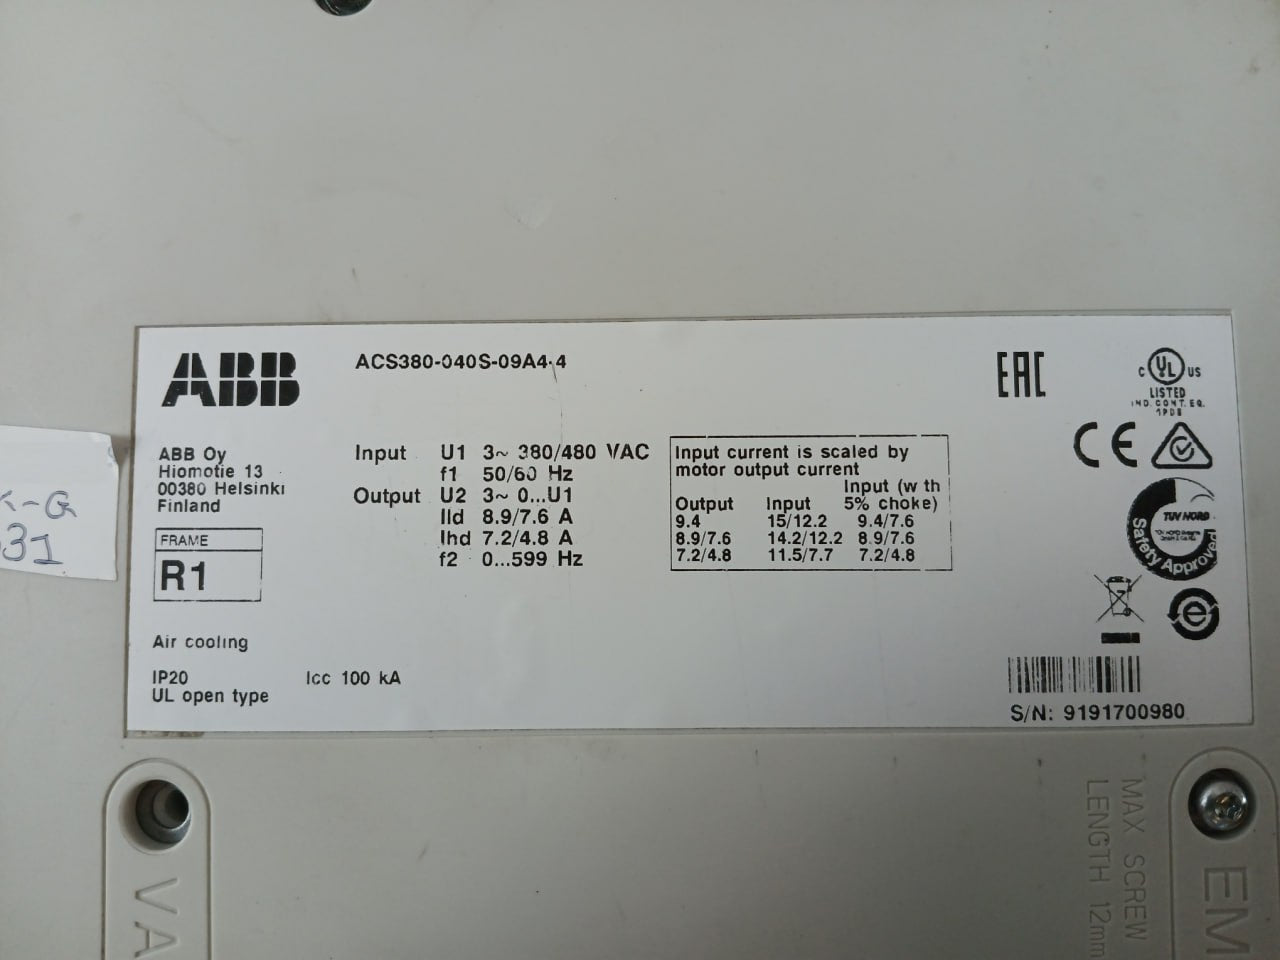 ABB
ACS380-040S-09A4-4
EAC
C UL US
LISTED
IND. CONT. EQ.
1PD8
CE
ABB Oy
Hiomotie 13
00380 Helsinki
Finland
FRAME
R1
Air cooling
IP20
UL open type
Icc 100 kA
Input U1 3~ 380/480 VAC
f1 50/60 Hz
Output U2 3~ 0...U1
Ild 8.9/7.6 A
Ihd 7.2/4.8 A
f2 0...599 Hz
Input current is scaled by
motor output current
Output Input Input (w th 5% choke)
9.4 15/12.2 9.4/7.6
8.9/7.6 14.2/12.2 8.9/7.6
7.2/4.8 11.5/7.7 7.2/4.8
TUV NORD
Safety Approved
e
S/N: 9191700980
K-G
31
VA
MAX SCREW
LENGTH 12mm
EM